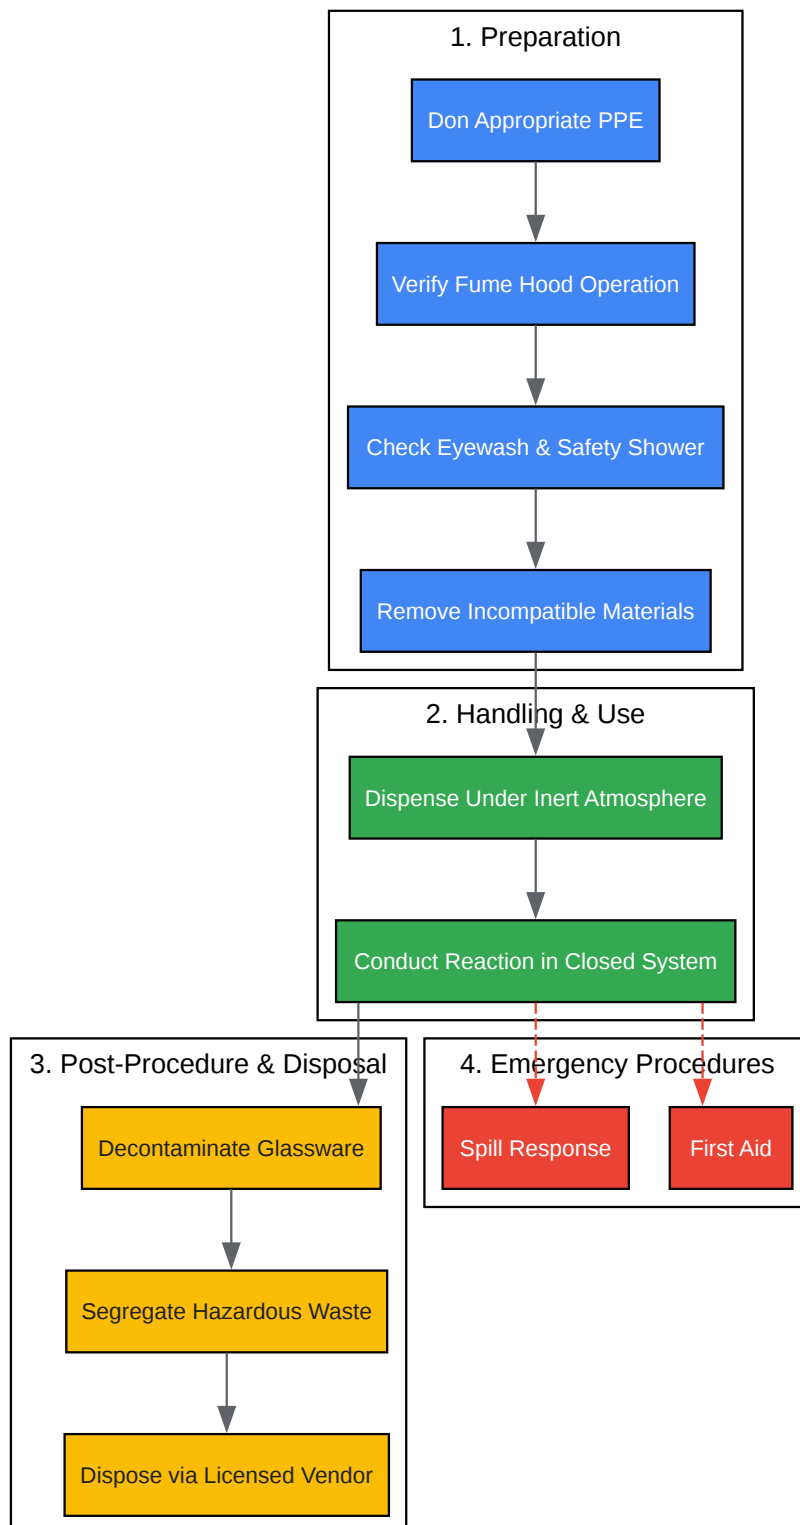 1. Preparation
Don Appropriate PPE
Verify Fume Hood Operation
Check Eyewash & Safety Shower
Remove Incompatible Materials
2. Handling & Use
Dispense Under Inert Atmosphere
Conduct Reaction in Closed System
3. Post-Procedure & Disposal
Decontaminate Glassware
Segregate Hazardous Waste
Dispose via Licensed Vendor
4. Emergency Procedures
Spill Response
First Aid